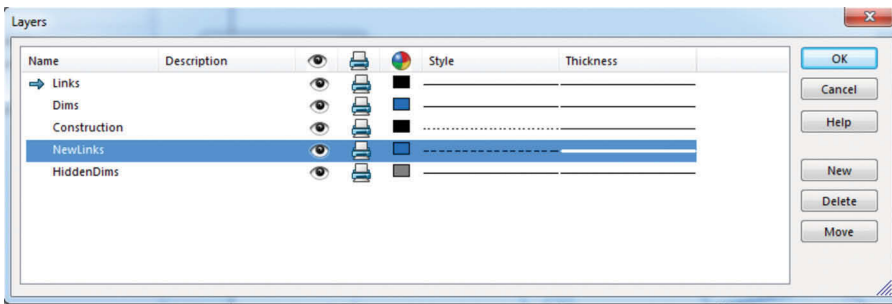 Layers
Name Description Style Thickness OK
Links Cancel
Dims
Construction Help
NewLinks
HiddenDims New
Delete
Move